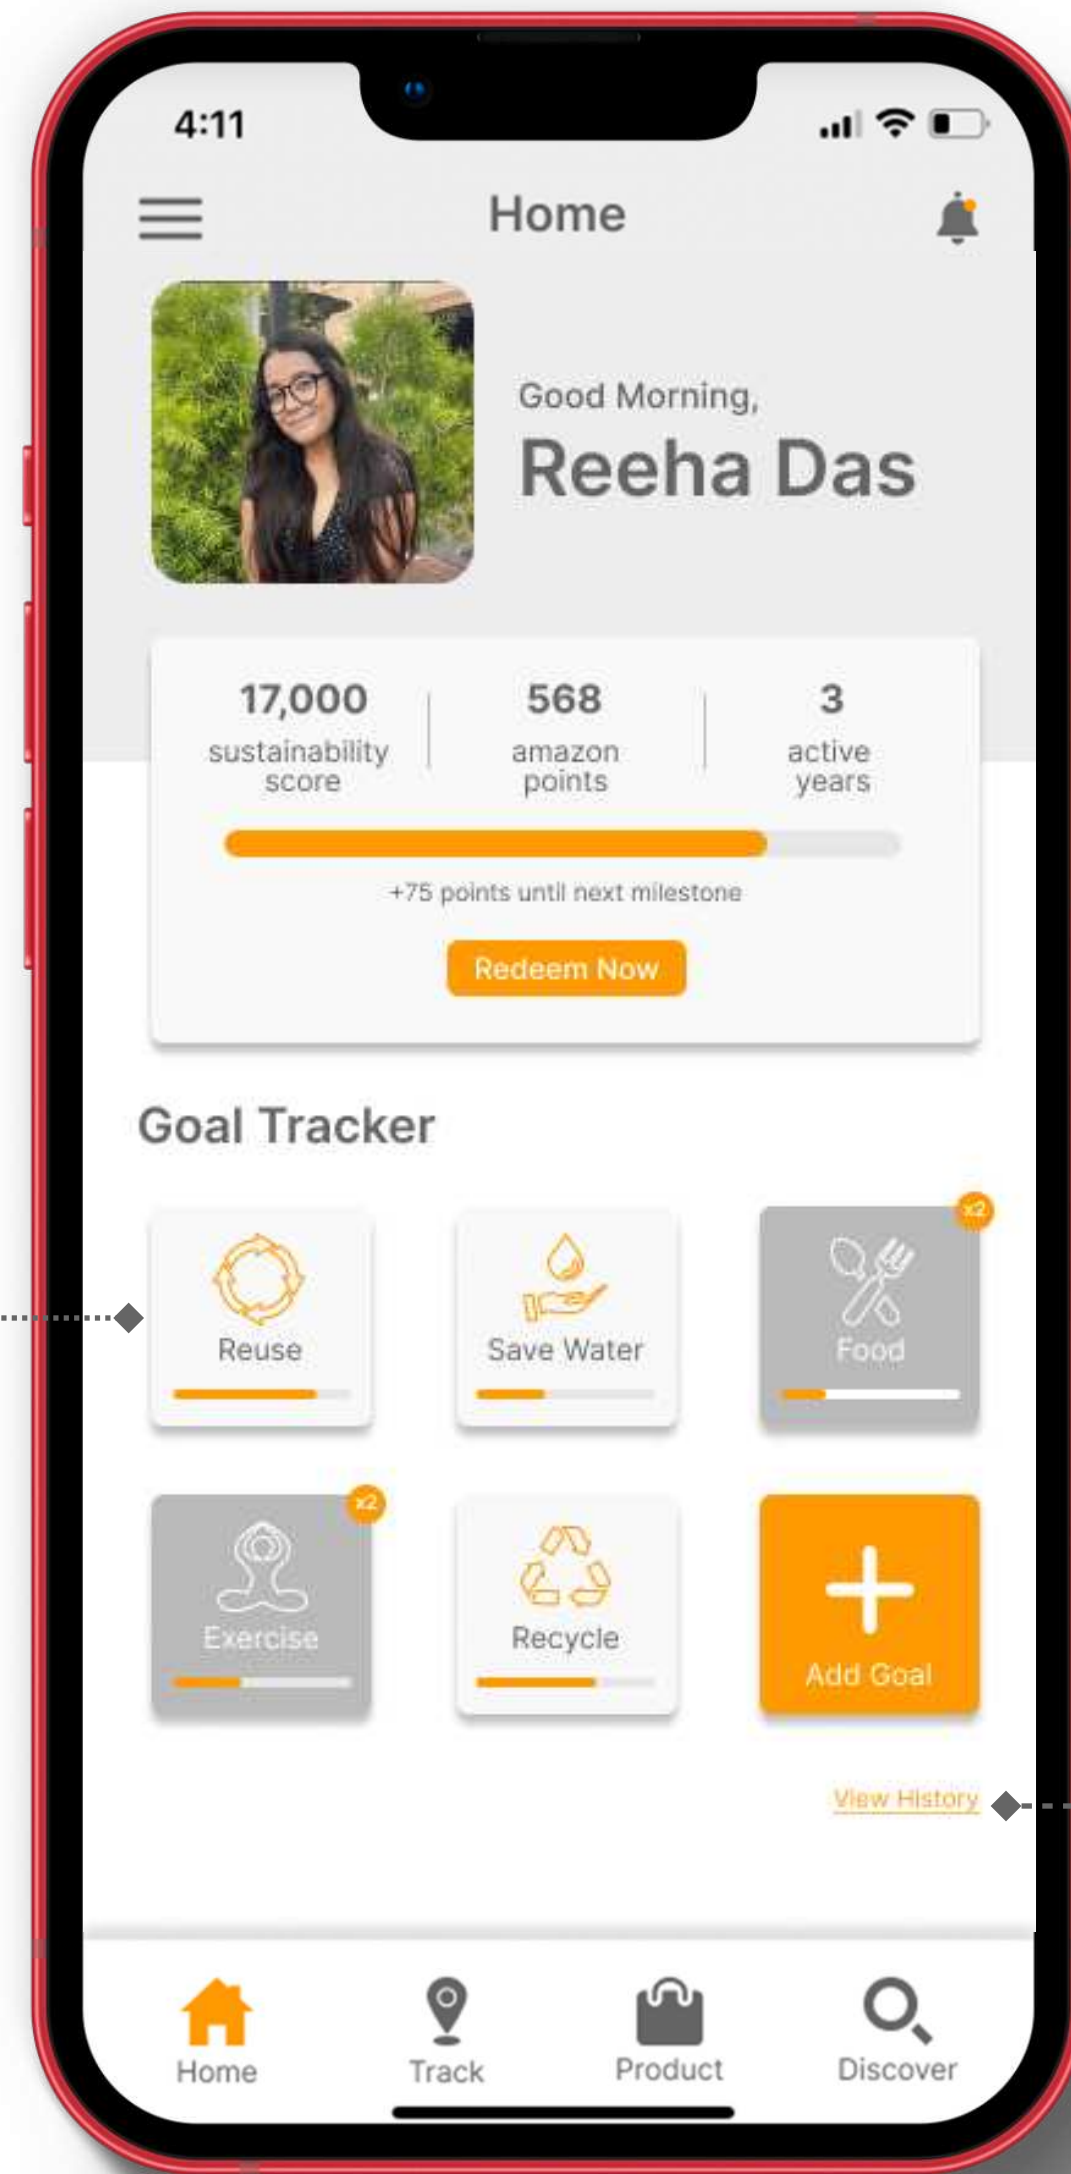 4:11
Home
Good Morning,
Reeha Das
17,000
sustainability
score
568
amazon
points
3
active
years
+75 points until next milestone
Redeem Now
Goal Tracker
Reuse
Save Water
x2
Food
x2
Exercise
Recycle
Add Goal
View History
Home
Track
Product
Discover